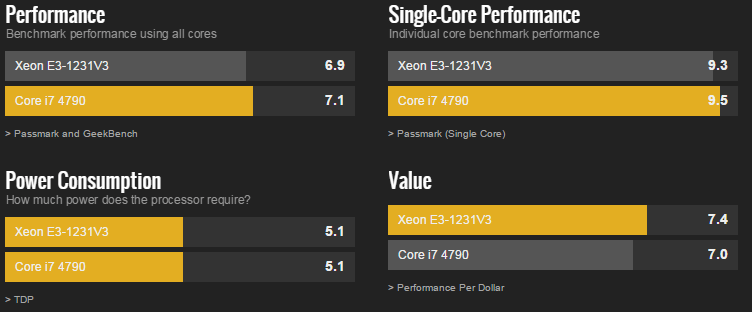 Performance
Benchmark performance using all cores
Xeon E3-1231V3 6.9
Core i7 4790 7.1
> Passmark and GeekBench
Single-Core Performance
Individual core benchmark performance
Xeon E3-1231V3 9.3
Core i7 4790 9.5
> Passmark (Single Core)
Power Consumption
How much power does the processor require?
Xeon E3-1231V3 5.1
Core i7 4790 5.1
> TDP
Value
Xeon E3-1231V3 7.4
Core i7 4790 7.0
> Performance Per Dollar